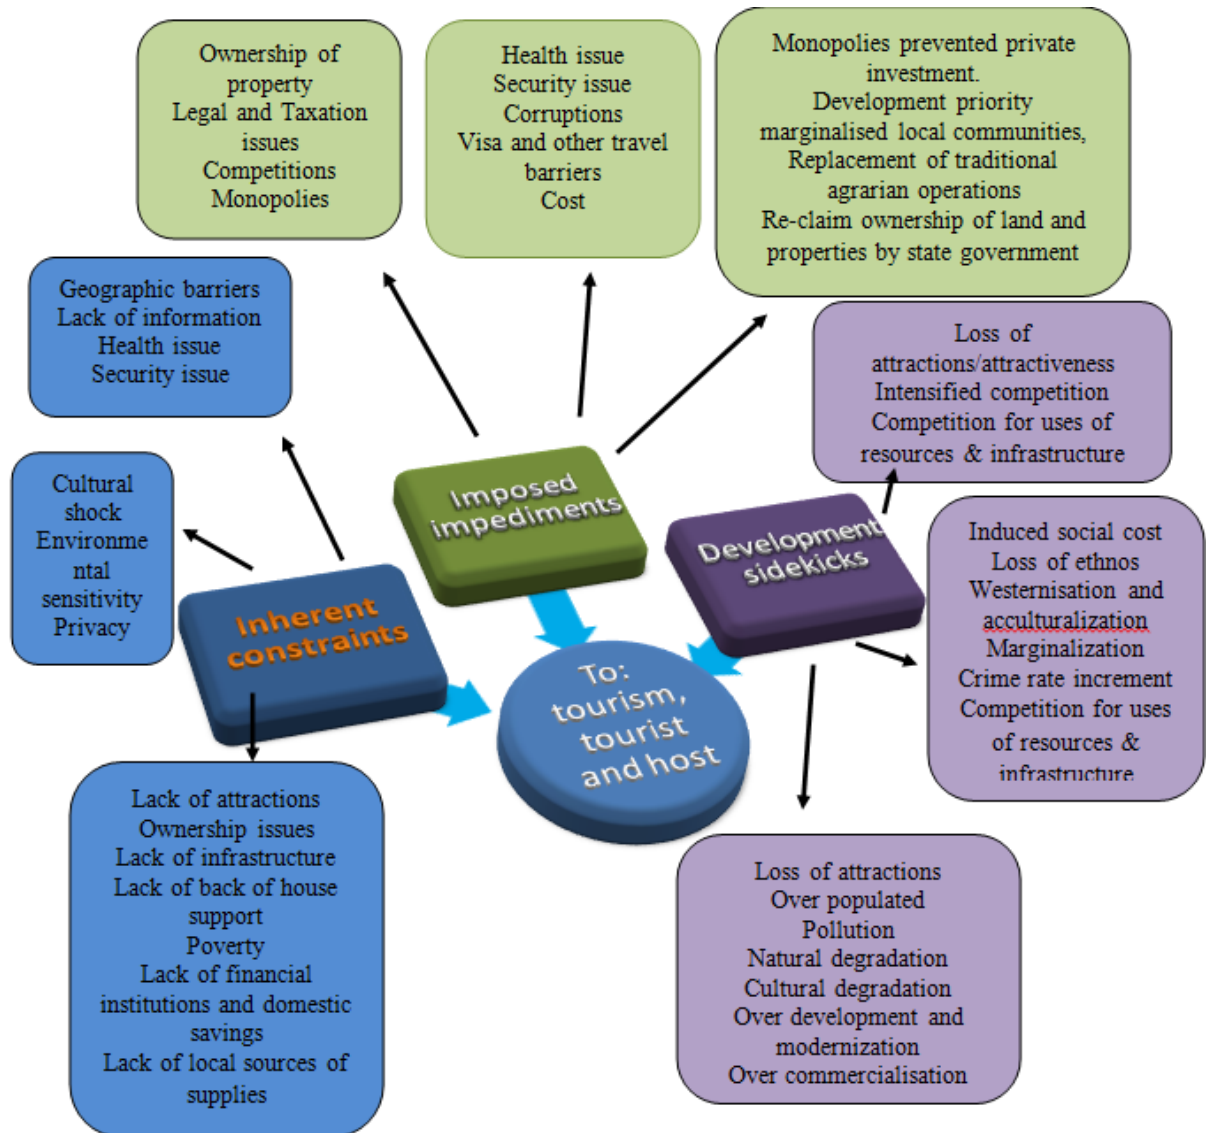 Ownership of
property
Legal and Taxation
issues
Competitions
Monopolies
Health issue
Security issue
Corruptions
Visa and other travel
barriers
Cost
Monopolies prevented private
investment.
Development priority
marginalised local communities,
Replacement of traditional
agrarian operations
Re-claim ownership of land and
properties by state government
Geographic barriers
Lack of information
Health issue
Security issue
Loss of
attractions/attractiveness
Intensified competition
Competition for uses of
resources & infrastructure
Cultural
shock
Environme
ntal
sensitivity
Privacy
Imposed
impediments
Development
sidekicks
Inherent
constraints
Induced social cost
Loss of ethnos
Westernisation and
acculturalization
Marginalization
Crime rate increment
Competition for uses
of resources &
infrastructure
To:
tourism,
tourist
and host
Lack of attractions
Ownership issues
Lack of infrastructure
Lack of back of house
support
Poverty
Lack of financial
institutions and domestic
savings
Lack of local sources of
supplies
Loss of attractions
Over populated
Pollution
Natural degradation
Cultural degradation
Over development and
modernization
Over commercialisation